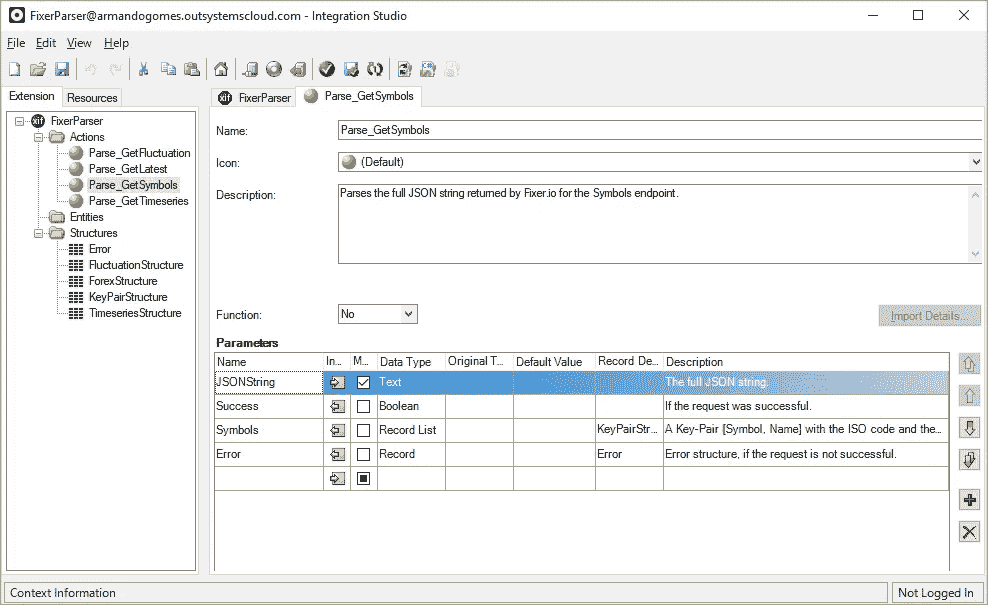 FixerParser@armandogomes.outsystemscloud.com - Integration Studio
File Edit View Help
Extension Resources
FixerParser
Actions
Parse_GetFluctuation
Parse_GetLatest
Parse_GetSymbols
Parse_GetTimeseries
Entities
Structures
Error
FluctuationStructure
ForexStructure
KeyPairStructure
TimeseriesStructure
xif FixerParser Parse_GetSymbols
Name: Parse_GetSymbols
Icon: (Default)
Description: Parses the full JSON string returned by Fixer.io for the Symbols endpoint.
Function: No Import Details...
Parameters
Name In... M... Data Type Original T... Default Value Record De... Description
JSONString Text The full JSON string.
Success Boolean If the request was successful.
Symbols Record List KeyPairStr... A Key-Pair [Symbol, Name] with the ISO code and the...
Error Record Error Error structure, if the request is not successful.
Context Information Not Logged In